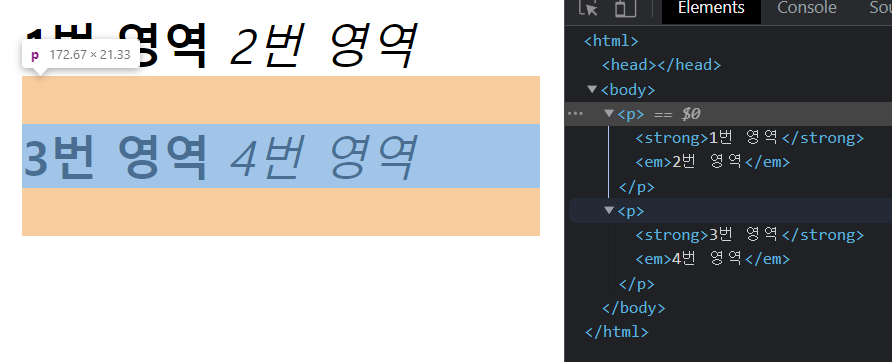 1번 영역 2번 영역
p 172.67 × 21.33
3번 영역 4번 영역
Elements Console Sou
<html>
<head></head>
<body>
<p> == $0
<strong>1번 영역</strong>
<em>2번 영역</em>
</p>
<p>
<strong>3번 영역</strong>
<em>4번 영역</em>
</p>
</body>
</html>